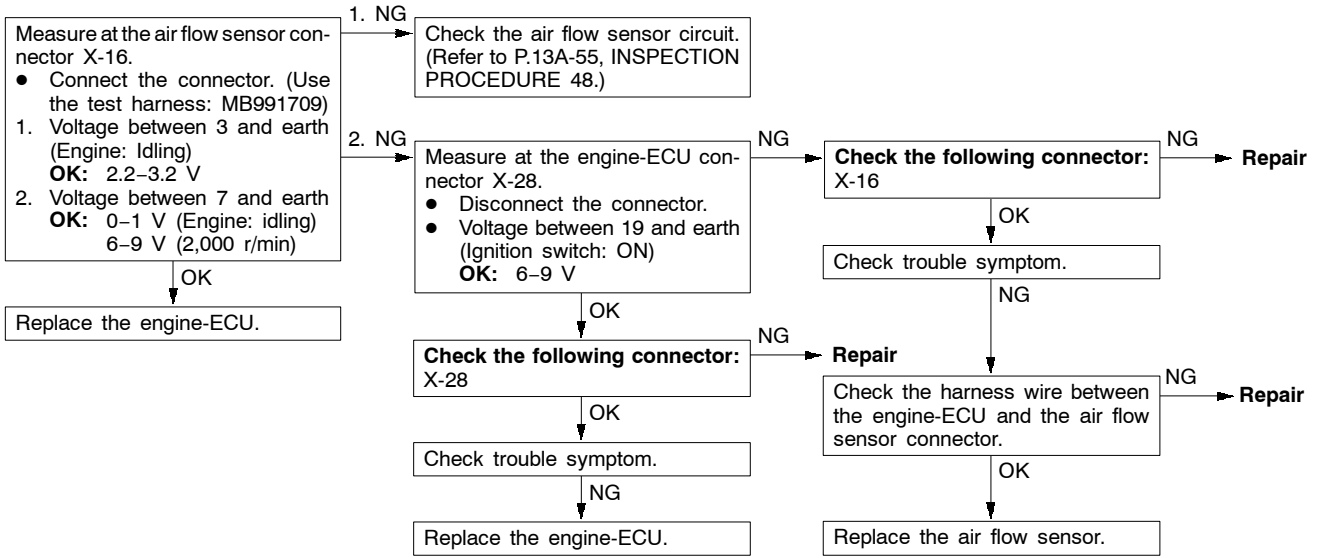 1. NG
Measure at the air flow sensor con-
nector X-16.
● Connect the connector. (Use
the test harness: MB991709)
1. Voltage between 3 and earth
(Engine: Idling)
OK: 2.2–3.2 V
2. Voltage between 7 and earth
OK: 0–1 V (Engine: idling)
6–9 V (2,000 r/min)
OK
Replace the engine-ECU.
Check the air flow sensor circuit.
(Refer to P.13A-55, INSPECTION
PROCEDURE 48.)
2. NG
Measure at the engine-ECU con-
nector X-28.
● Disconnect the connector.
● Voltage between 19 and earth
(Ignition switch: ON)
OK: 6–9 V
OK
Check the following connector:
X-28
NG
Repair
OK
Check trouble symptom.
NG
Replace the engine-ECU.
NG
Check the following connector:
X-16
NG
Repair
OK
Check trouble symptom.
NG
Check the harness wire between
the engine-ECU and the air flow
sensor connector.
NG
Repair
OK
Replace the air flow sensor.